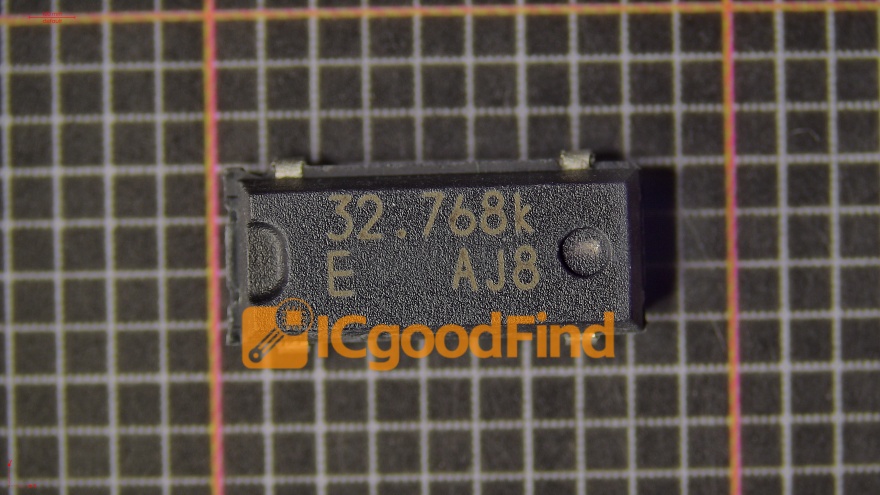 32.768k
E AJ8
ICgoodFind